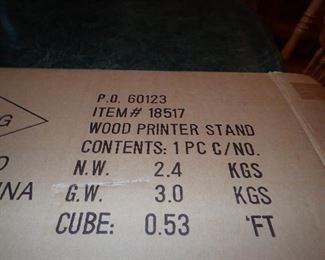 P.O. 60123
ITEM# 18517
WOOD PRINTER STAND
CONTENTS: 1 PC C/NO.
N.W. 2.4 KGS
G.W. 3.0 KGS
CUBE: 0.53 'FT
G
O
NA